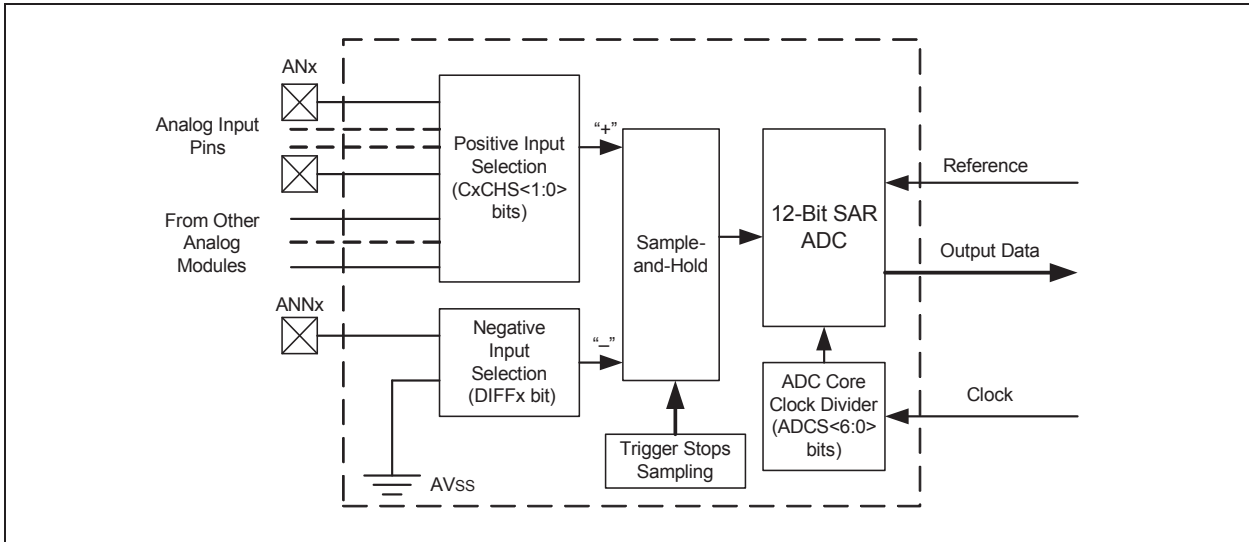 ANx
Analog Input
Pins
From Other
Analog
Modules
ANNx
Positive Input
Selection
(CxCHS<1:0>
bits)
"+"
Negative
Input
Selection
(DIFFx bit)
"–"
AVSS
Sample-
and-Hold
Trigger Stops
Sampling
12-Bit SAR
ADC
ADC Core
Clock Divider
(ADCS<6:0>
bits)
Reference
Output Data
Clock